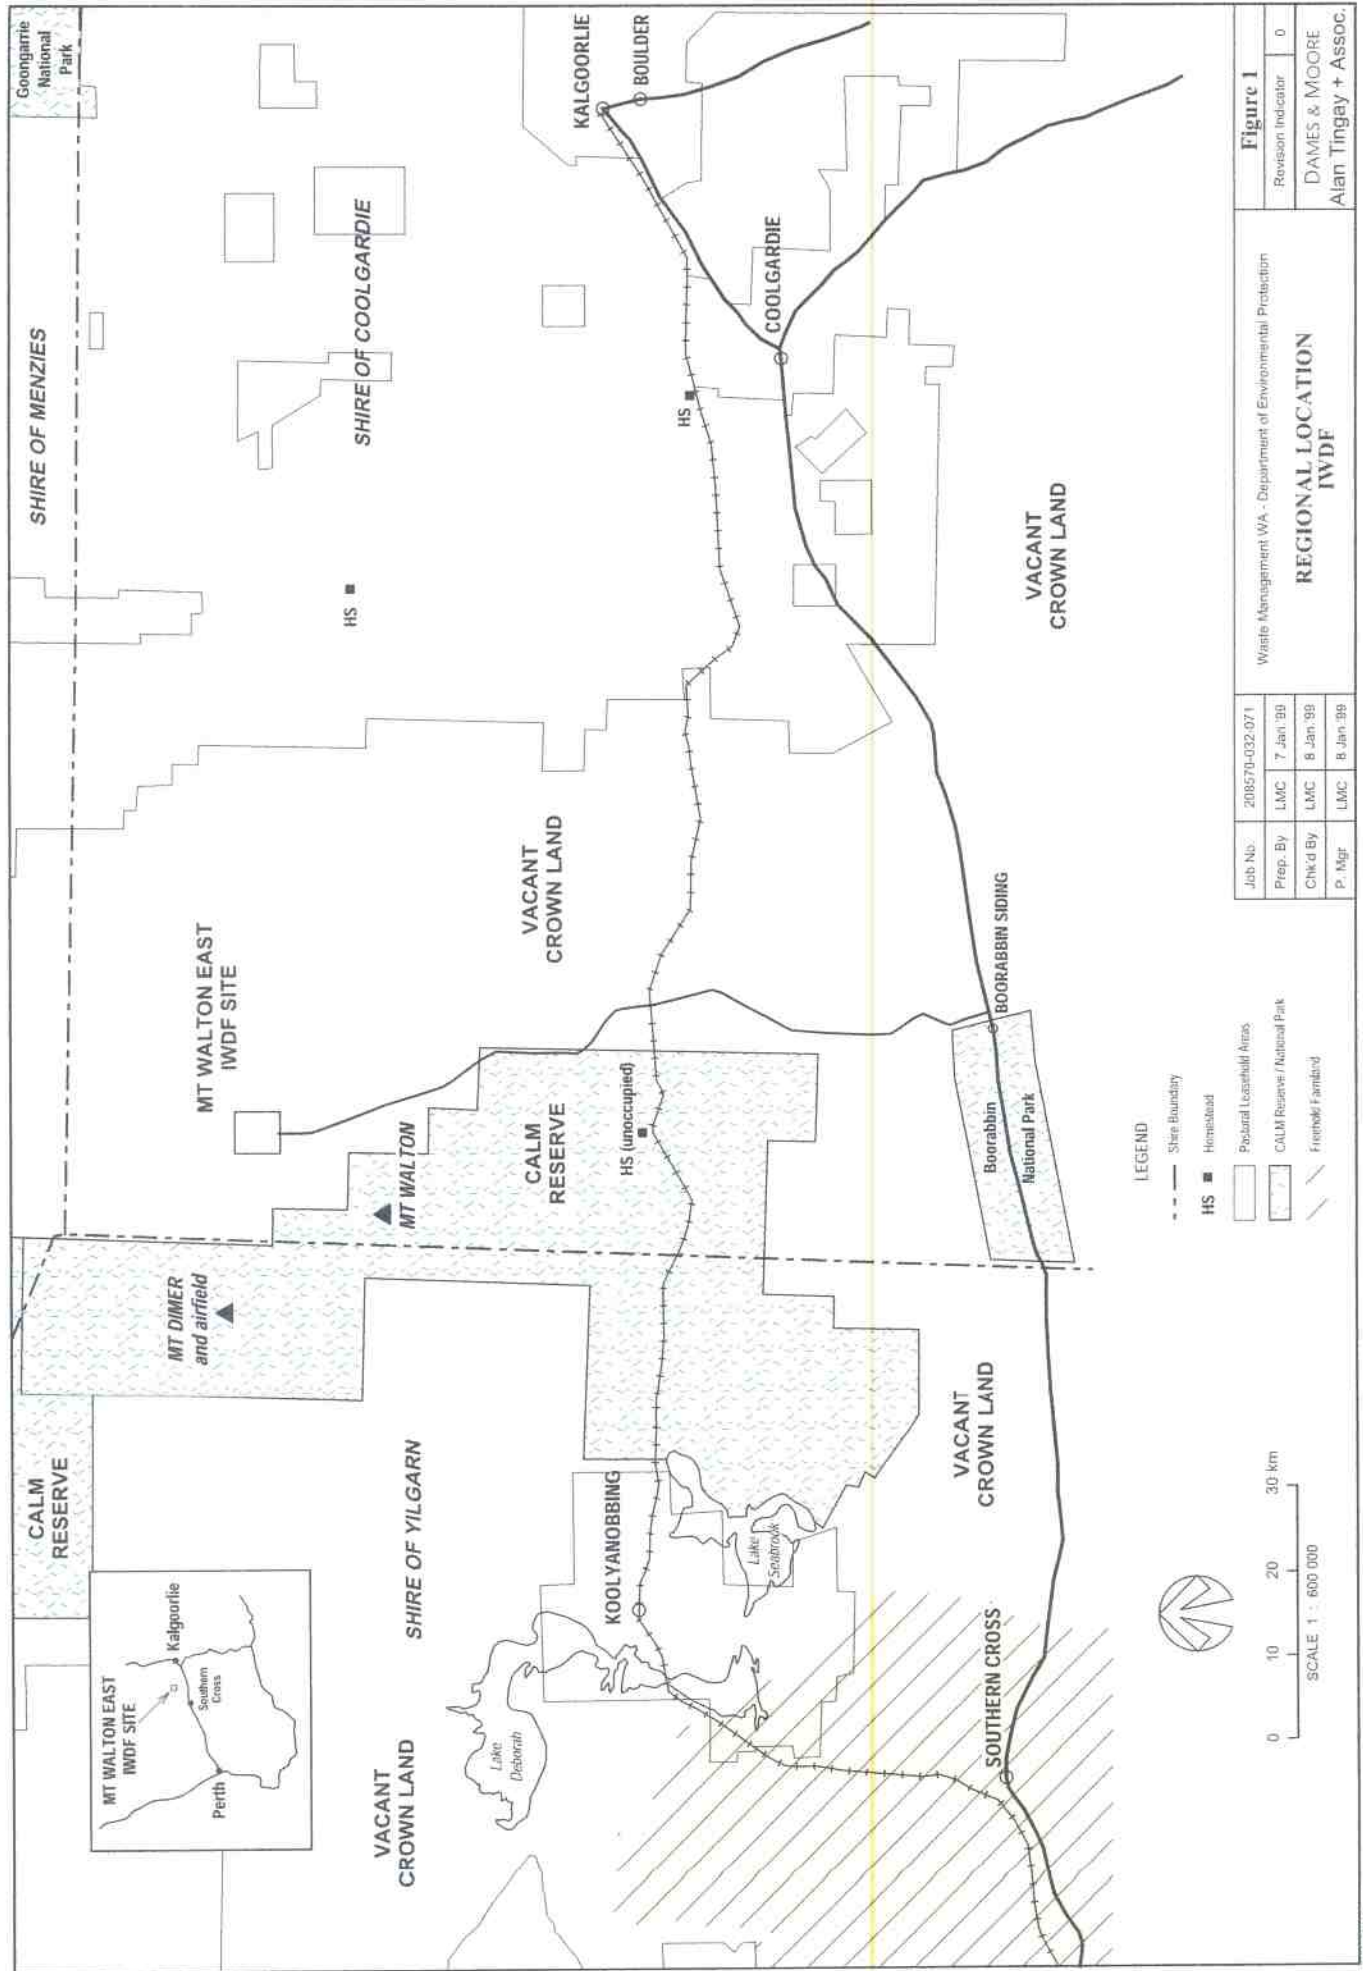 Goongarrie
National
Park
SHIRE OF MENZIES
CALM
RESERVE
MT DIMER
and airfield
MT WALTON EAST
IWDF SITE
SHIRE OF COOLGARDIE
HS
KALGOORLIE
BOULDER
MT WALTON EAST
IWDF SITE
Kalgoorlie
Southern
Cross
Perth
SHIRE OF YILGARN
MT WALTON
CALM
RESERVE
HS (unoccupied)
VACANT
CROWN LAND
HS
COOLGARDIE
VACANT
CROWN LAND
Lake
Deborah
KOOLYANOBBING
Lake
Seabrook
VACANT
CROWN LAND
SOUTHERN CROSS
Boorabbin
National Park
BOORABBIN SIDING
VACANT
CROWN LAND
0 10 20 30 km
SCALE 1 : 600 000
LEGEND
Shire Boundary
HS Homestead
Pastoral Leasehold Areas
CALM Reserve / National Park
Freehold Farmland
Job No. 208570-032-071
Prep. By LMC 7 Jan.'99
Chk'd By LMC 8 Jan.'99
P. Mgr LMC 8 Jan.'99
Waste Management WA - Department of Environmental Protection
REGIONAL LOCATION
IWDF
Figure 1
Revision Indicator 0
DAMES & MOORE
Alan Tingay + Assoc.